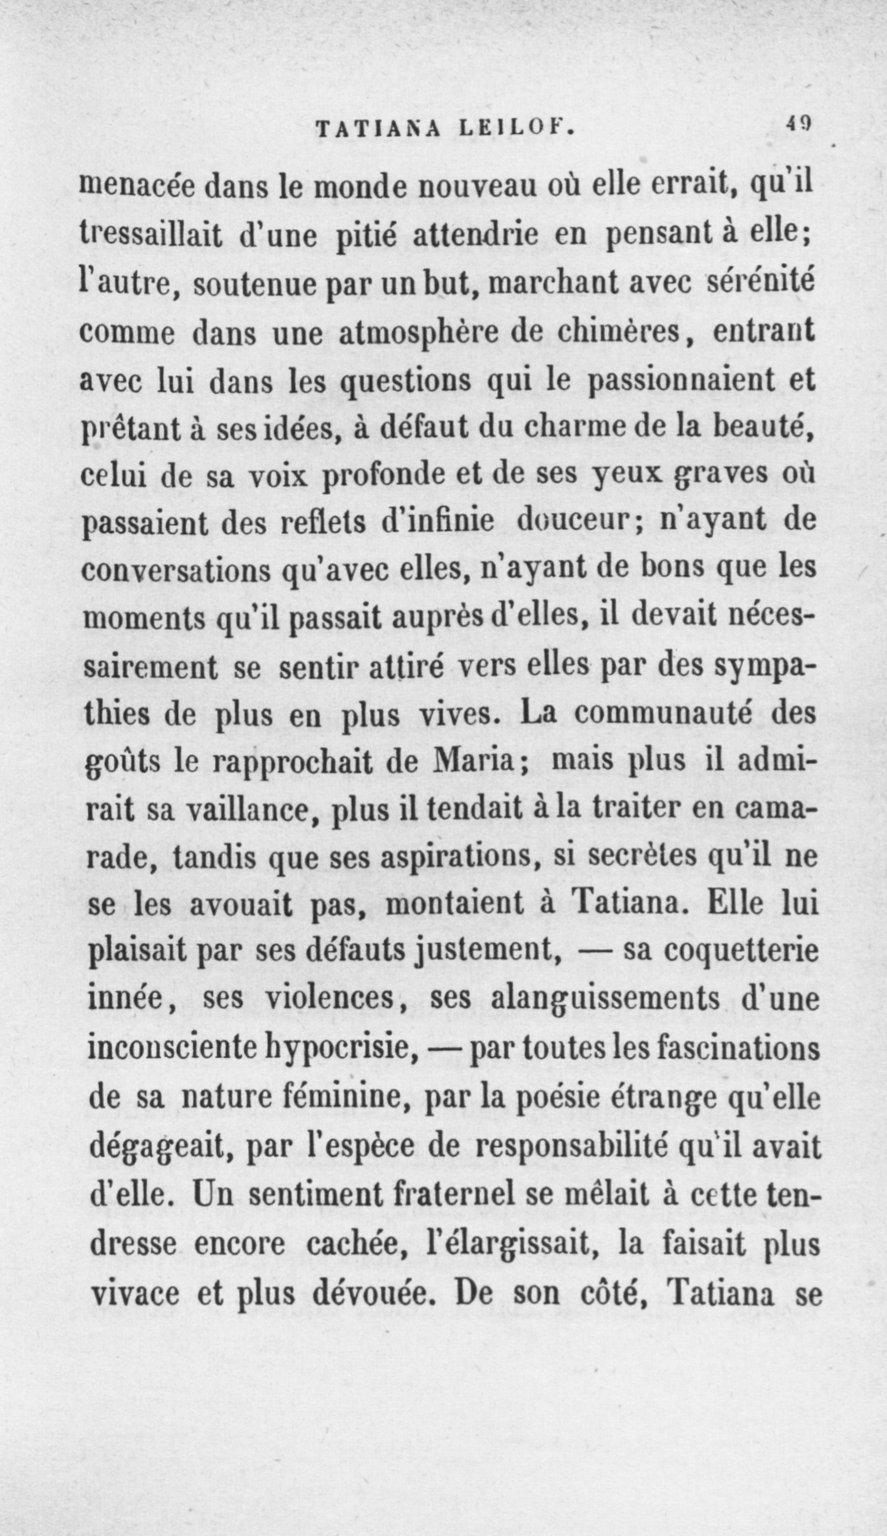 TATIANA LEILOF. 49
menacée dans le monde nouveau où elle errait, qu'il
tressaillait d'une pitié attendrie en pensant à elle;
l'autre, soutenue par un but, marchant avec sérénité
comme dans une atmosphère de chimères, entrant
avec lui dans les questions qui le passionnaient et
prêtant à ses idées, à défaut du charme de la beauté,
celui de sa voix profonde et de ses yeux graves où
passaient des reflets d'infinie douceur; n'ayant de
conversations qu'avec elles, n'ayant de bons que les
moments qu'il passait auprès d'elles, il devait néces-
sairement se sentir attiré vers elles par des sympa-
thies de plus en plus vives. La communauté des
goûts le rapprochait de Maria; mais plus il admi-
rait sa vaillance, plus il tendait à la traiter en cama-
rade, tandis que ses aspirations, si secrètes qu'il ne
se les avouait pas, montaient à Tatiana. Elle lui
plaisait par ses défauts justement, — sa coquetterie
innée, ses violences, ses alanguissements d'une
inconsciente hypocrisie, — par toutes les fascinations
de sa nature féminine, par la poésie étrange qu'elle
dégageait, par l'espèce de responsabilité qu'il avait
d'elle. Un sentiment fraternel se mêlait à cette ten-
dresse encore cachée, l'élargissait, la faisait plus
vivace et plus dévouée. De son côté, Tatiana se